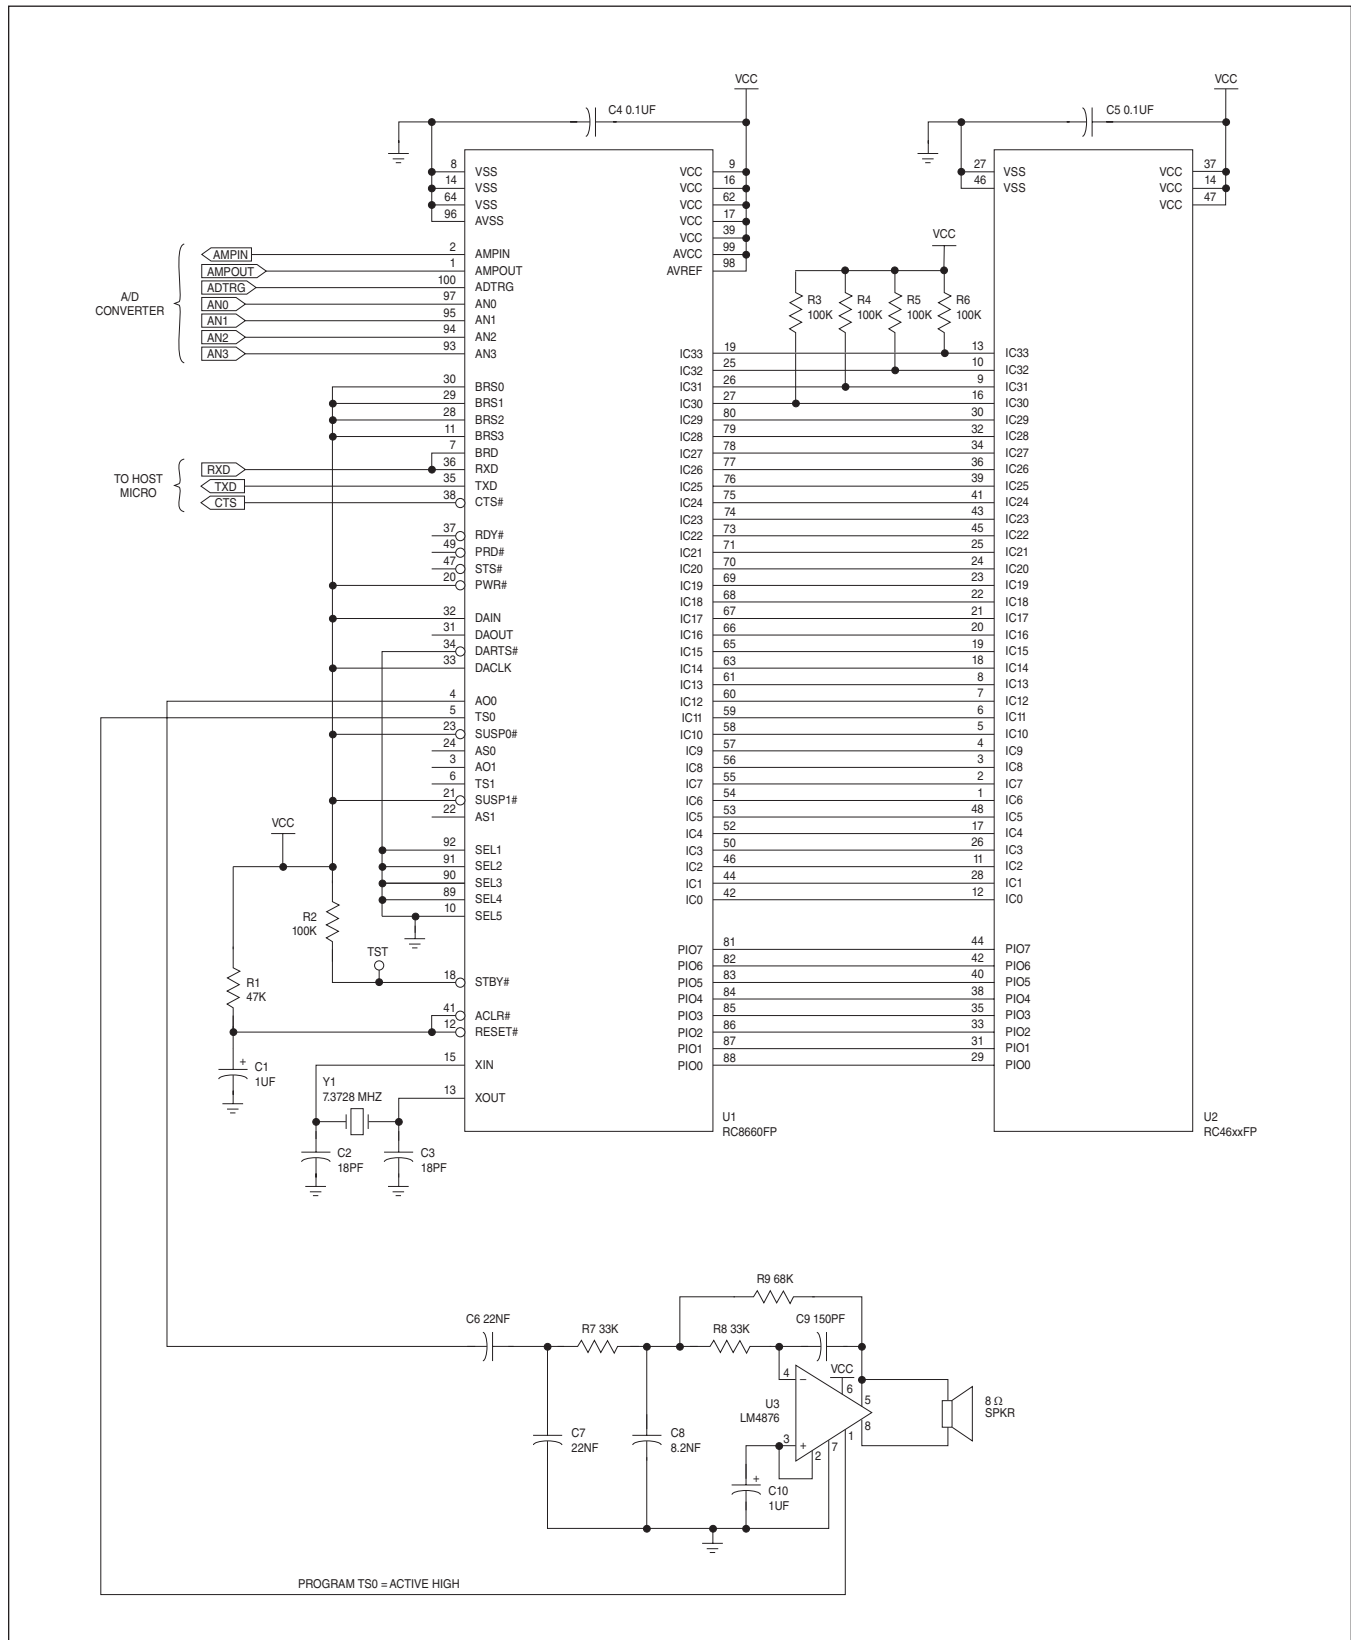 VCC
VCC
C4 0.1UF
C5 0.1UF
8 VSS
14 VSS
64 VSS
96 AVSS
VCC 9
VCC 16
VCC 62
VCC 17
VCC 39
AVCC 99
AVREF 98
27 VSS
46 VSS
VCC 37
VCC 14
VCC 47
A/D
CONVERTER
AMPIN 2 AMPIN
AMPOUT 1 AMPOUT
ADTRG 100 ADTRG
AN0 97 AN0
AN1 95 AN1
AN2 94 AN2
AN3 93 AN3
VCC
R3
100K
R4
100K
R5
100K
R6
100K
30 BRS0
29 BRS1
28 BRS2
11 BRS3
7 BRD
TO HOST
MICRO
RXD 36 RXD
TXD 35 TXD
CTS 38 CTS#
37 RDY#
49 PRD#
47 STS#
20 PWR#
32 DAIN
31 DAOUT
34 DARTS#
33 DACLK
4 AO0
5 TS0
23 SUSP0#
24 AS0
3 AO1
6 TS1
21 SUSP1#
22 AS1
92 SEL1
91 SEL2
90 SEL3
89 SEL4
10 SEL5
VCC
R2
100K
TST
18 STBY#
R1
47K
41 ACLR#
12 RESET#
+
C1
1UF
15 XIN
Y1
7.3728 MHZ
13 XOUT
C2
18PF
C3
18PF
IC33 19 13 IC33
IC32 25 10 IC32
IC31 26 9 IC31
IC30 27 16 IC30
IC29 80 30 IC29
IC28 79 32 IC28
IC27 78 34 IC27
IC26 77 36 IC26
IC25 76 39 IC25
IC24 75 41 IC24
IC23 74 43 IC23
IC22 73 45 IC22
IC21 71 25 IC21
IC20 70 24 IC20
IC19 69 23 IC19
IC18 68 22 IC18
IC17 67 21 IC17
IC16 66 20 IC16
IC15 65 19 IC15
IC14 63 18 IC14
IC13 61 8 IC13
IC12 60 7 IC12
IC11 59 6 IC11
IC10 58 5 IC10
IC9 57 4 IC9
IC8 56 3 IC8
IC7 55 2 IC7
IC6 54 1 IC6
IC5 53 48 IC5
IC4 52 17 IC4
IC3 50 26 IC3
IC2 46 11 IC2
IC1 44 28 IC1
IC0 42 12 IC0
PIO7 81 44 PIO7
PIO6 82 42 PIO6
PIO5 83 40 PIO5
PIO4 84 38 PIO4
PIO3 85 35 PIO3
PIO2 86 33 PIO2
PIO1 87 31 PIO1
PIO0 88 29 PIO0
U1
RC8660FP
U2
RC46xxFP
R9 68K
C6 22NF
R7 33K
R8 33K
C9 150PF
VCC
4
–
6
5
8
U3
LM4876
8 Ω
SPKR
C7
22NF
C8
8.2NF
3
+
2
7
1
+
C10
1UF
PROGRAM TS0 = ACTIVE HIGH